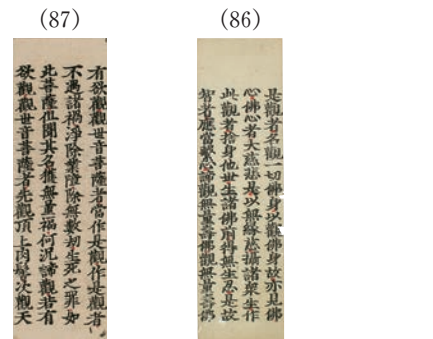 (86)
是觀者名觀一切佛身以觀佛身故亦見佛
心佛心者大慈悲是以無緣慈攝諸衆生作
此觀者捨身他世生諸佛前得無生忍是故
智者應當繫心諦觀無量壽佛觀無量壽佛
(87)
有欲觀觀世音菩薩者當作是觀作是觀者
不遇諸禍淨除業障除無數劫生死之罪如
此菩薩但聞其名獲無量福何況諦觀若有
欲觀觀世音菩薩者先觀頂上肉髻次觀天